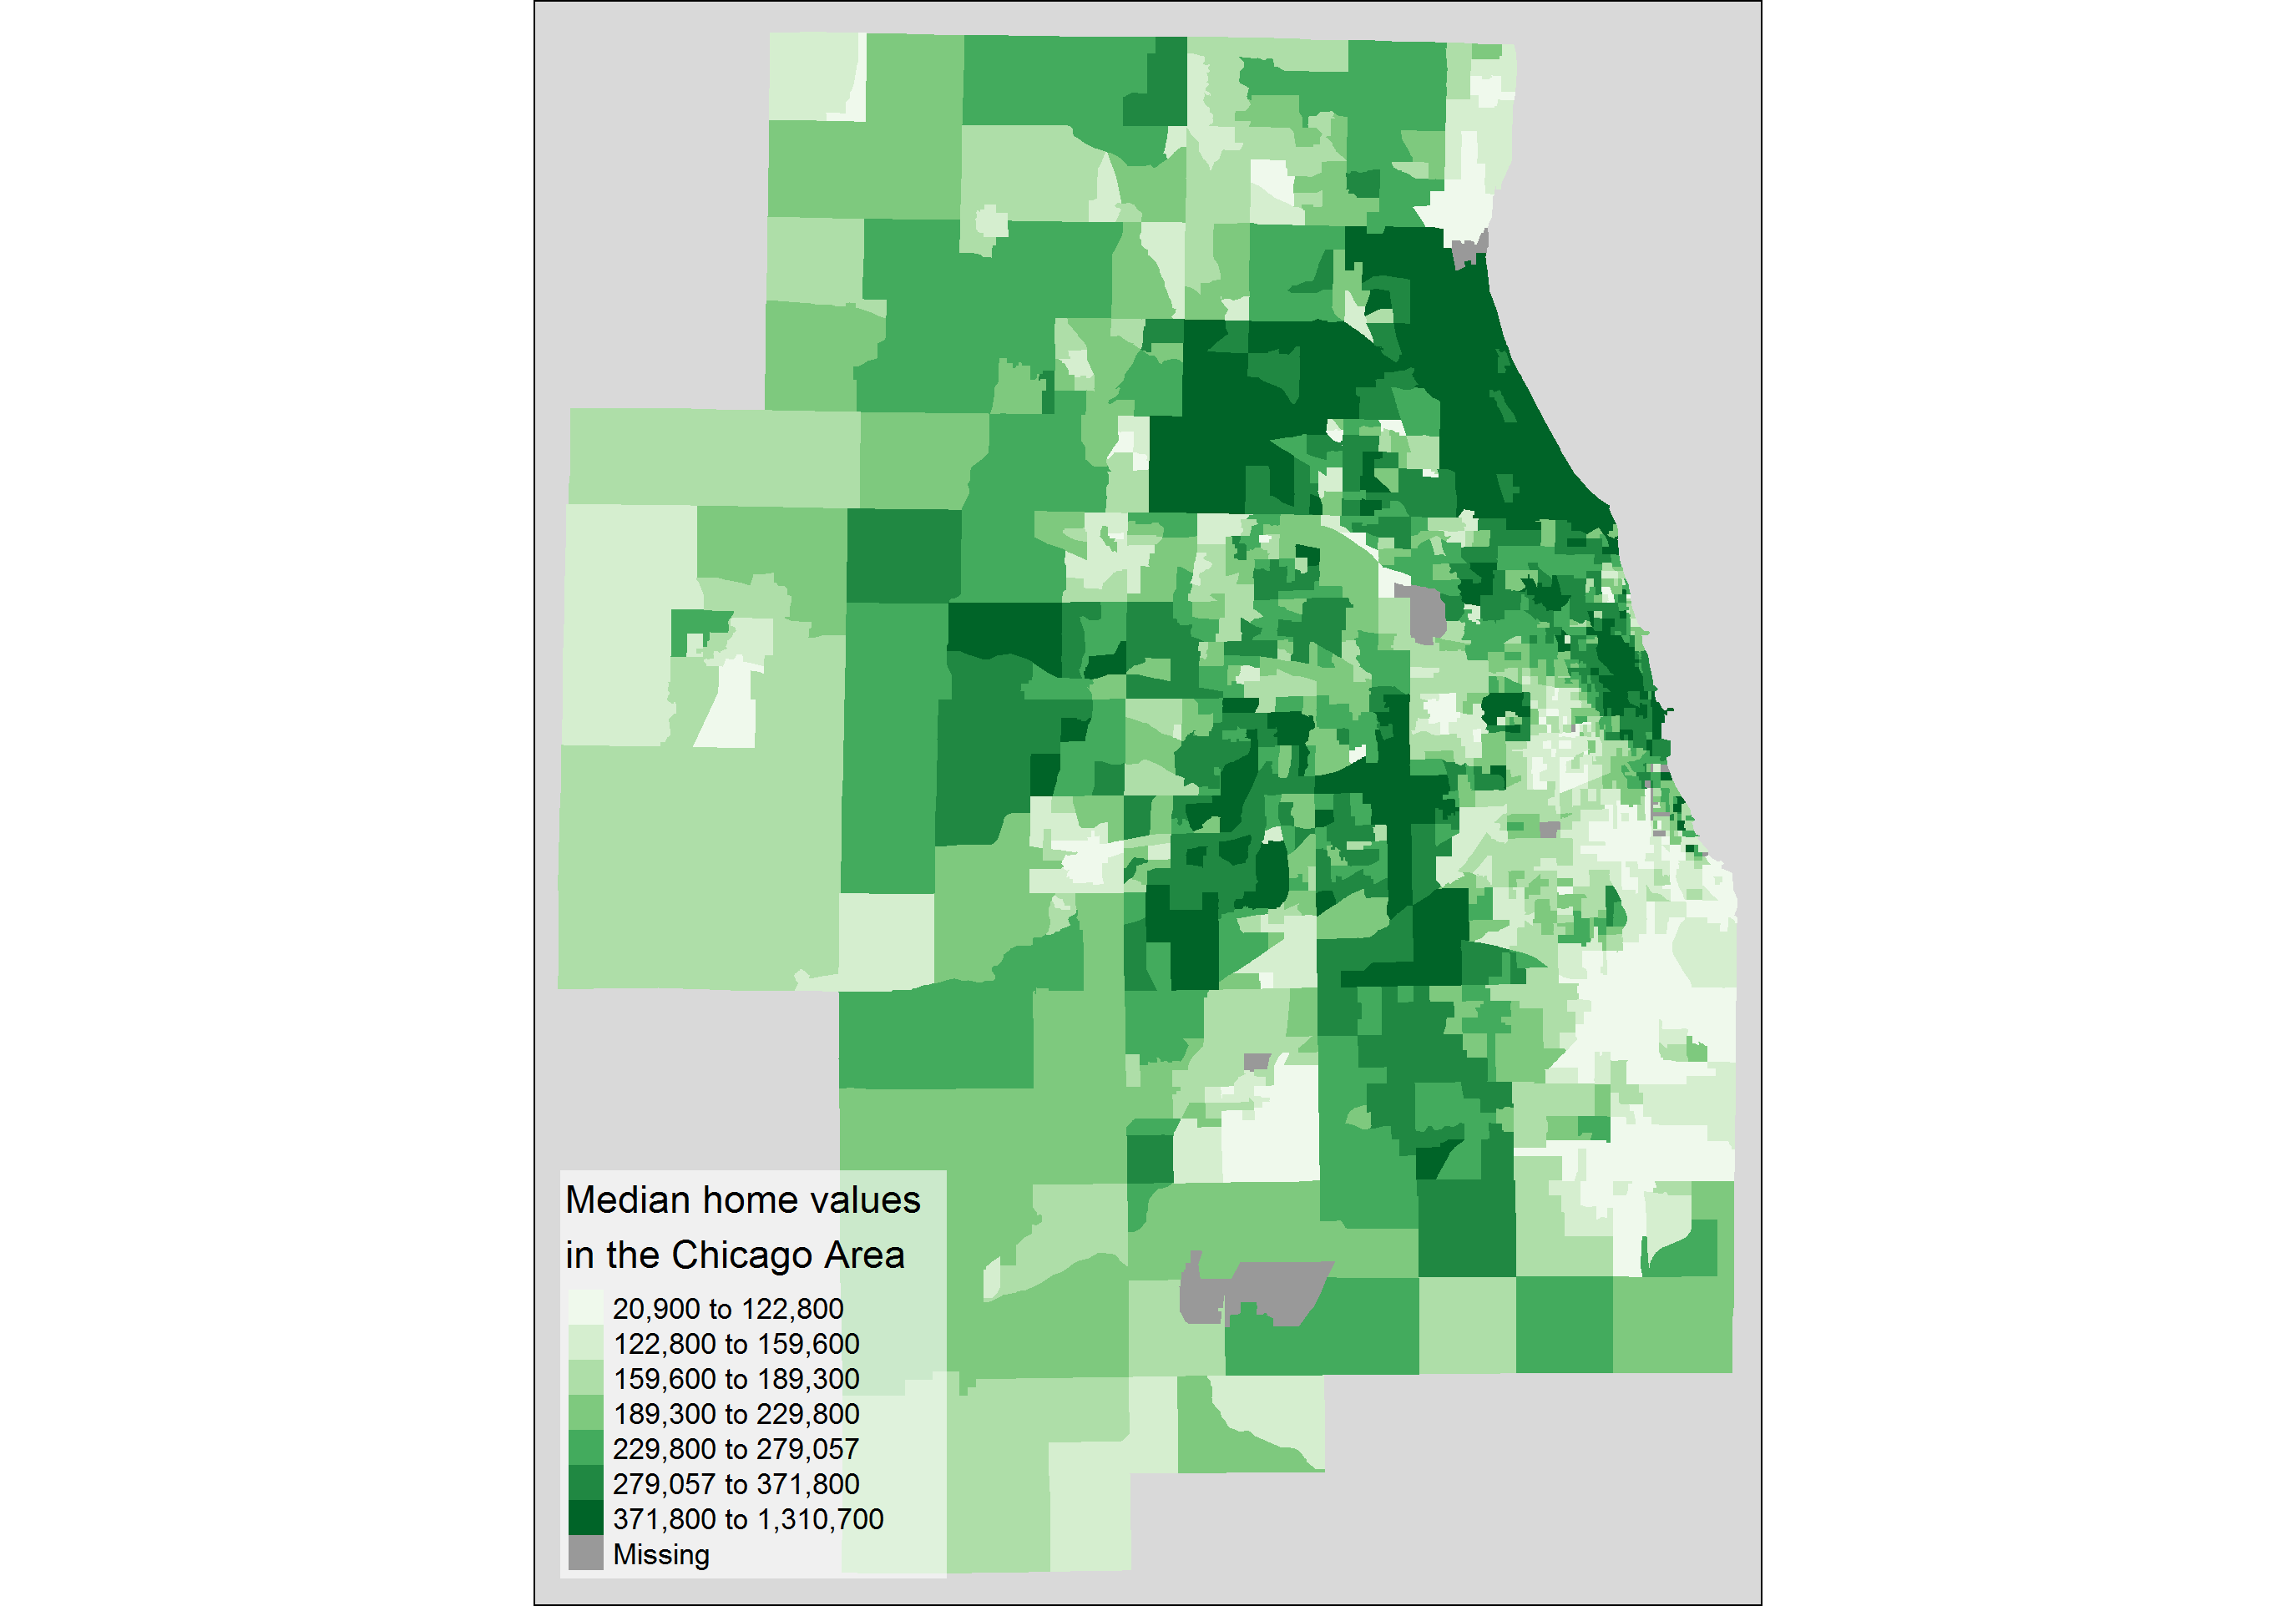 Median home values
in the Chicago Area
20,900 to 122,800
122,800 to 159,600
159,600 to 189,300
189,300 to 229,800
229,800 to 279,057
279,057 to 371,800
371,800 to 1,310,700
Missing